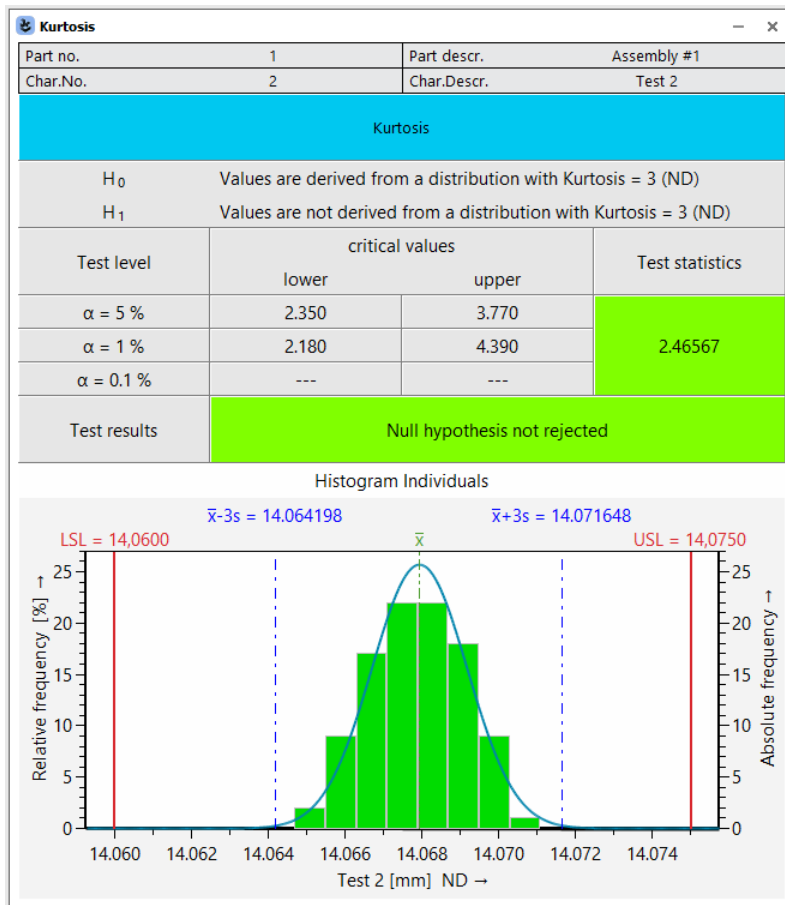 Kurtosis
Part no. 1 Part descr. Assembly #1
Char.No. 2 Char.Descr. Test 2
Kurtosis
H₀ Values are derived from a distribution with Kurtosis = 3 (ND)
H₁ Values are not derived from a distribution with Kurtosis = 3 (ND)
Test level critical values Test statistics
lower upper
α = 5 % 2.350 3.770
α = 1 % 2.180 4.390 2.46567
α = 0.1 % --- ---
Test results Null hypothesis not rejected
Histogram Individuals
x̄-3s = 14.064198 x̄+3s = 14.071648
LSL = 14,0600 x̄ USL = 14,0750
Relative frequency [%] →
25 25
20 20
15 15
10 10
5 5
0 0
Absolute frequency →
14.060 14.062 14.064 14.066 14.068 14.070 14.072 14.074
Test 2 [mm] ND →